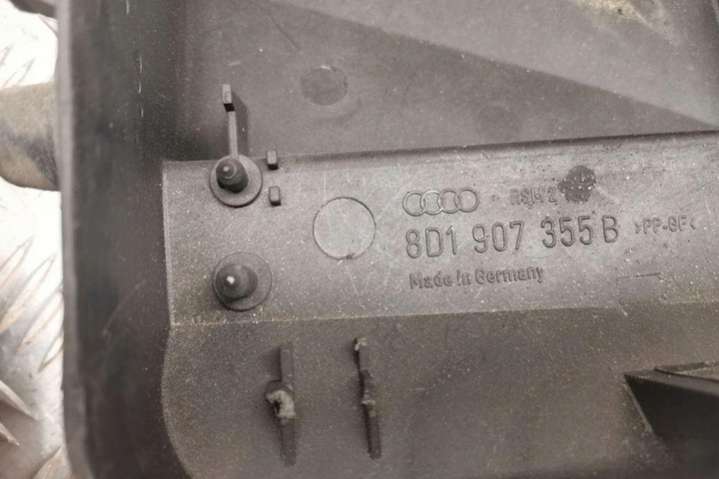 8D1 907 355 B >PP-GF<
Made in Germany